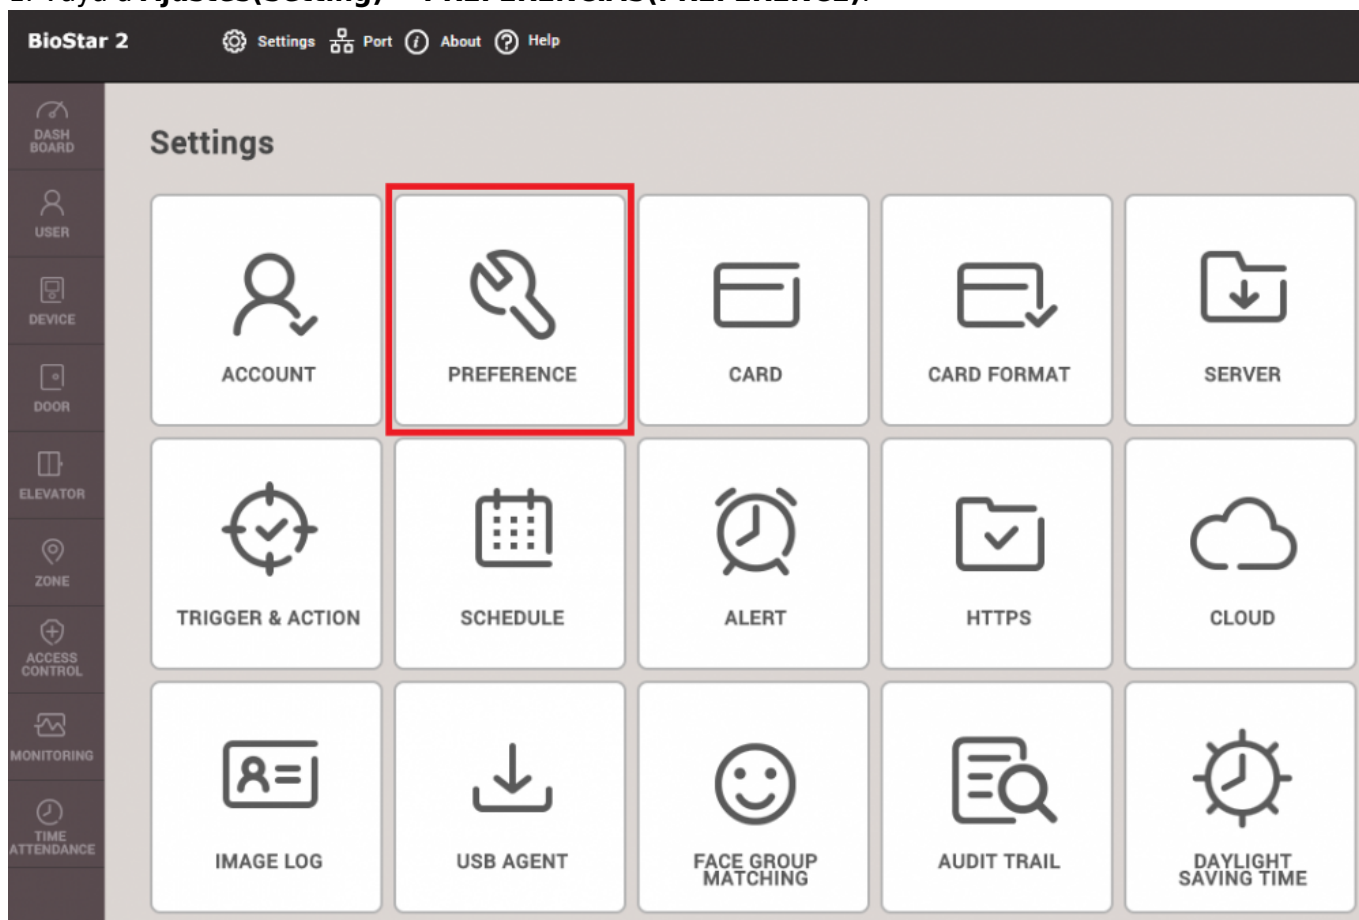 BioStar 2 Settings Port About Help
DASH
BOARD
USER
DEVICE
DOOR
ELEVATOR
ZONE
ACCESS
CONTROL
MONITORING
TIME
ATTENDANCE
Settings
ACCOUNT PREFERENCE CARD CARD FORMAT SERVER
TRIGGER & ACTION SCHEDULE ALERT HTTPS CLOUD
IMAGE LOG USB AGENT FACE GROUP
MATCHING AUDIT TRAIL DAYLIGHT
SAVING TIME